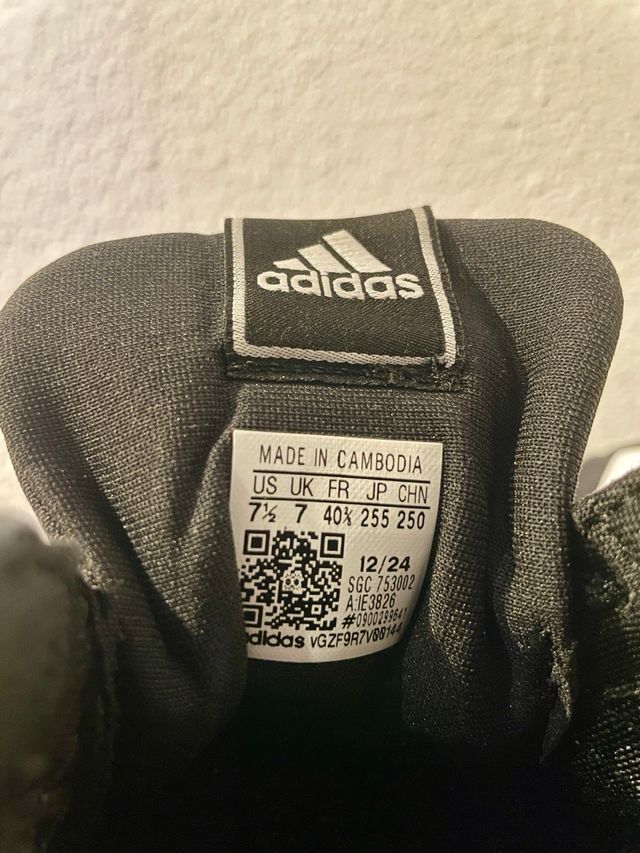 adidas
MADE IN CAMBODIA
US UK FR JP CHN
7½ 7 40⅔ 255 250
12/24
SGC 753002
A:IE3826
adidas